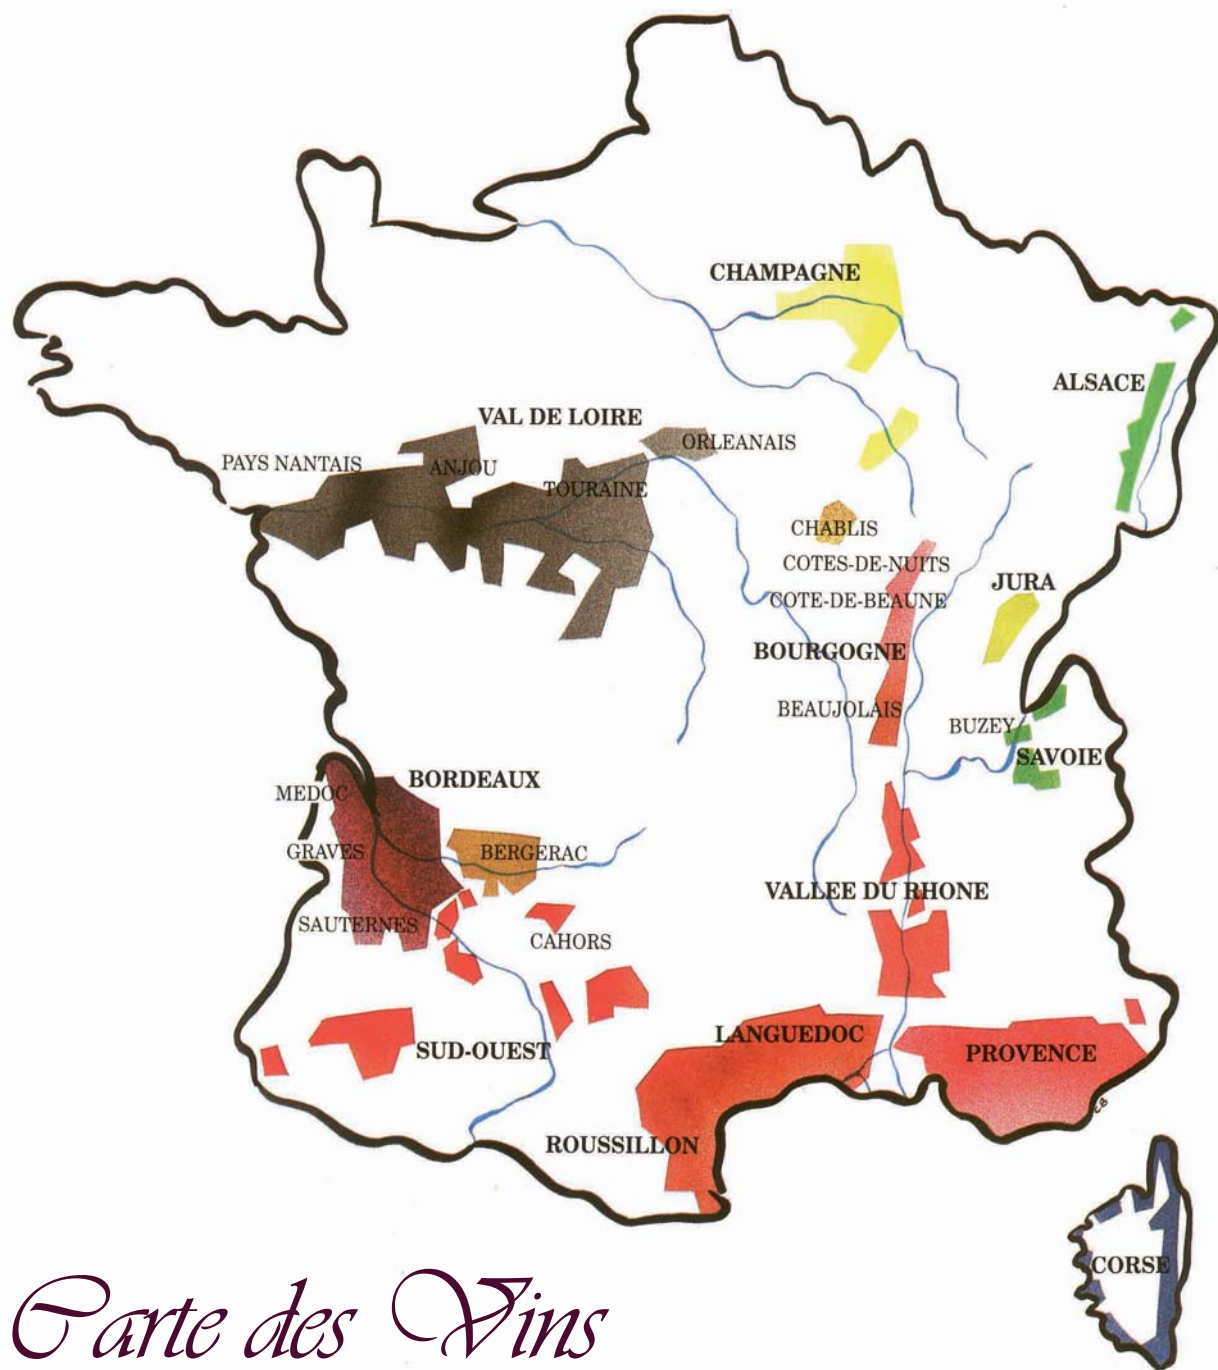 CHAMPAGNE
ALSACE
VAL DE LOIRE
ORLEANAIS
PAYS NANTAIS
ANJOU
TOURAINE
CHABLIS
COTES-DE-NUITS
JURA
COTE-DE-BEAUNE
BOURGOGNE
BEAUJOLAIS
BUZEY
SAVOIE
BORDEAUX
MEDOC
GRAVES
BERGERAC
VALLEE DU RHONE
SAUTERNES
CAHORS
LANGUEDOC
SUD-OUEST
PROVENCE
ROUSSILLON
CORSE
Carte des Vins